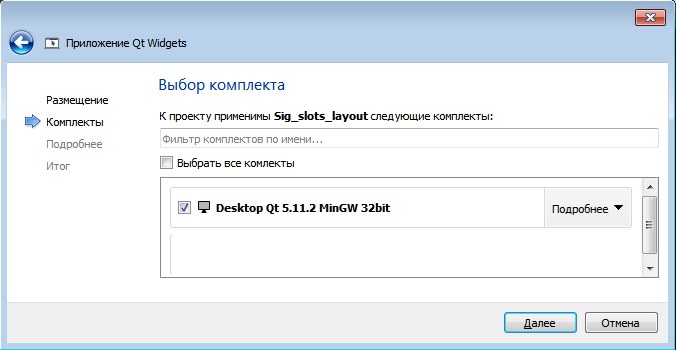 Приложение Qt Widgets
Выбор комплекта
Размещение
Комплекты
Подробнее
Итог
К проекту применимы Sig_slots_layout следующие комплекты:
Фильтр комплектов по имени...
Выбрать все комлекты
Desktop Qt 5.11.2 MinGW 32bit
Подробнее
Далее
Отмена